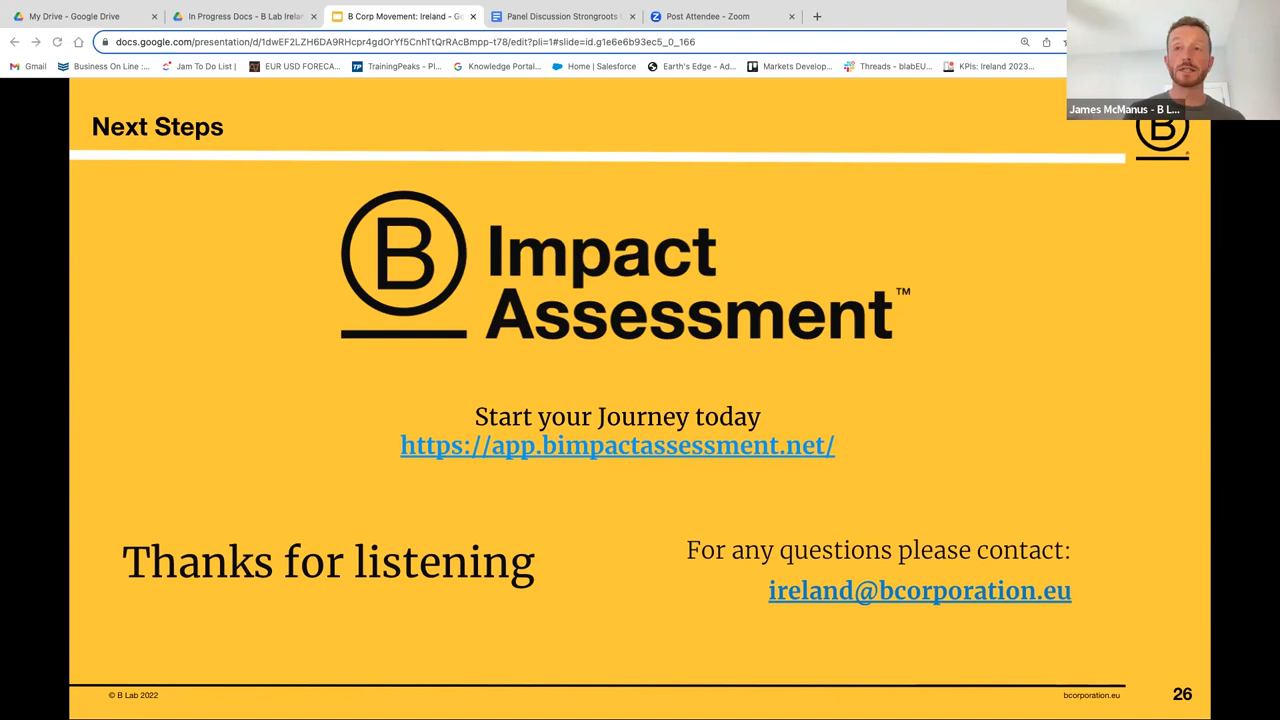 My Drive - Google Drive
In Progress Docs - B Lab Irelan
B Corp Movement: Ireland - Go
Panel Discussion Strongroots
Post Attendee - Zoom
docs.google.com/presentation/d/1dwEF2LZH6DA9RHcpr4gdOrYf5CnhTtQrRAcBmpp-t78/edit?pli=1#slide=id.g1e6e6b93ec5_0_166
Gmail
Business On Line :...
Jam To Do List |
EUR USD FORECA...
TP TrainingPeaks - Pl...
Knowledge Portal...
Home | Salesforce
Earth's Edge - Ad...
Markets Develop...
Threads - blabEU...
KPIs: Ireland 2023...
James McManus - B L...
Next Steps
B
B
Impact
Assessment™
Start your Journey today
https://app.bimpactassessment.net/
Thanks for listening
For any questions please contact:
ireland@bcorporation.eu
© B Lab 2022
bcorporation.eu
26